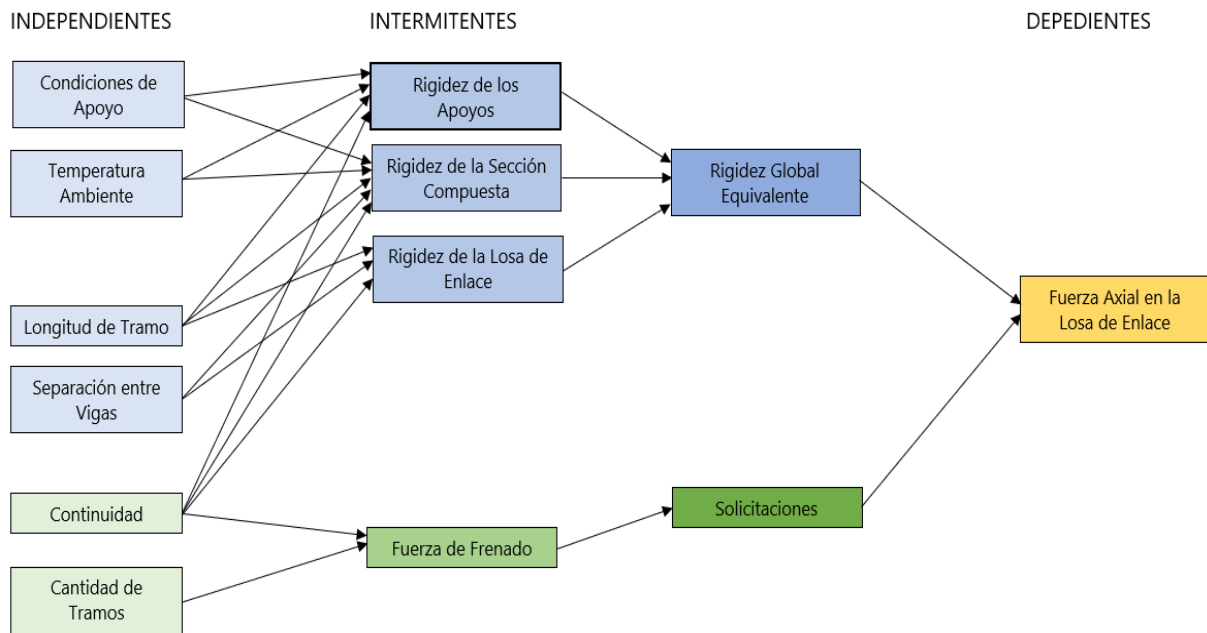 INDEPENDIENTES
INTERMITENTES
DEPEDIENTES
Condiciones de
Apoyo
Temperatura
Ambiente
Longitud de Tramo
Separación entre
Vigas
Continuidad
Cantidad de
Tramos
Rigidez de los
Apoyos
Rigidez de la Sección
Compuesta
Rigidez de la Losa de
Enlace
Fuerza de Frenado
Rigidez Global
Equivalente
Solicitaciones
Fuerza Axial en la
Losa de Enlace